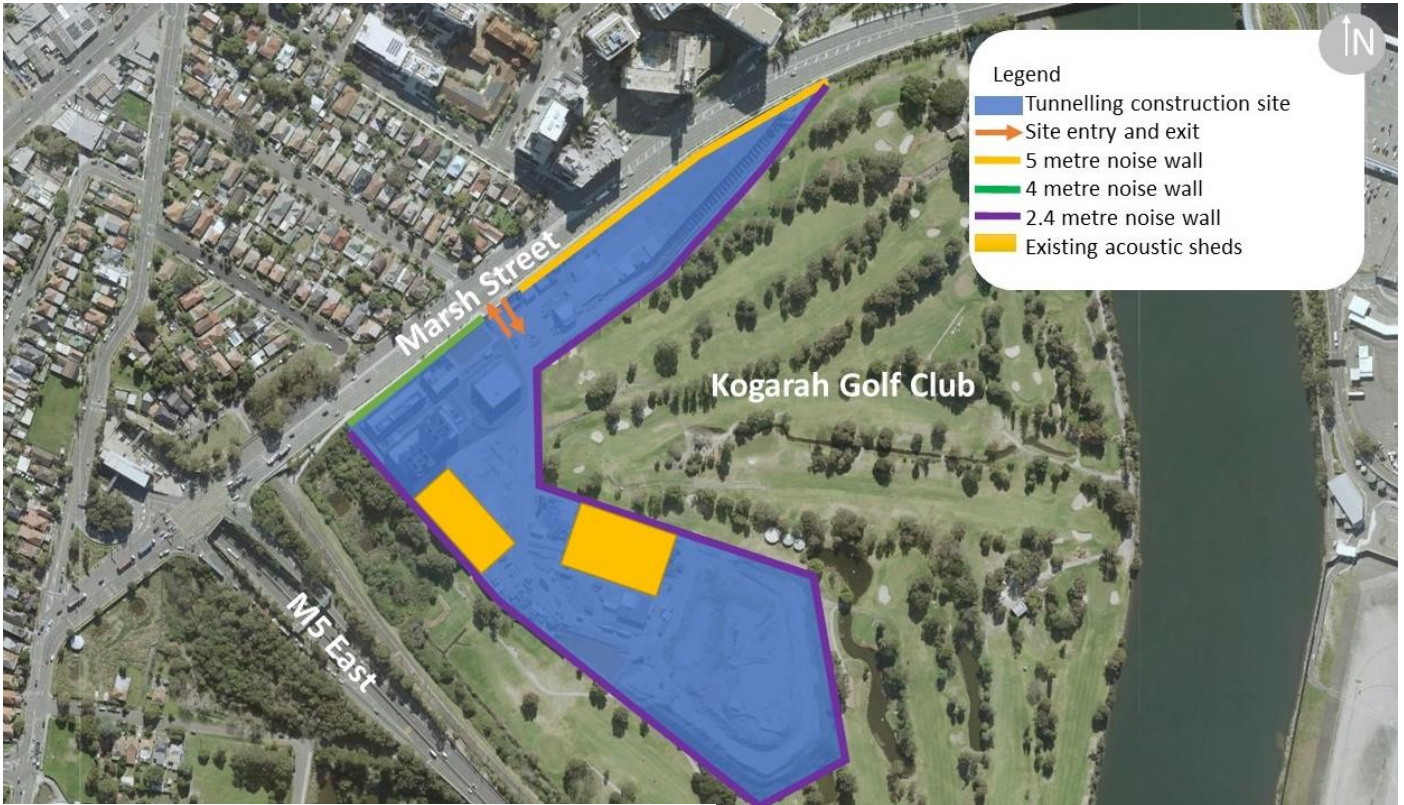 N
Legend
Tunnelling construction site
Site entry and exit
5 metre noise wall
4 metre noise wall
2.4 metre noise wall
Existing acoustic sheds
Marsh Street
Kogarah Golf Club
M5 East